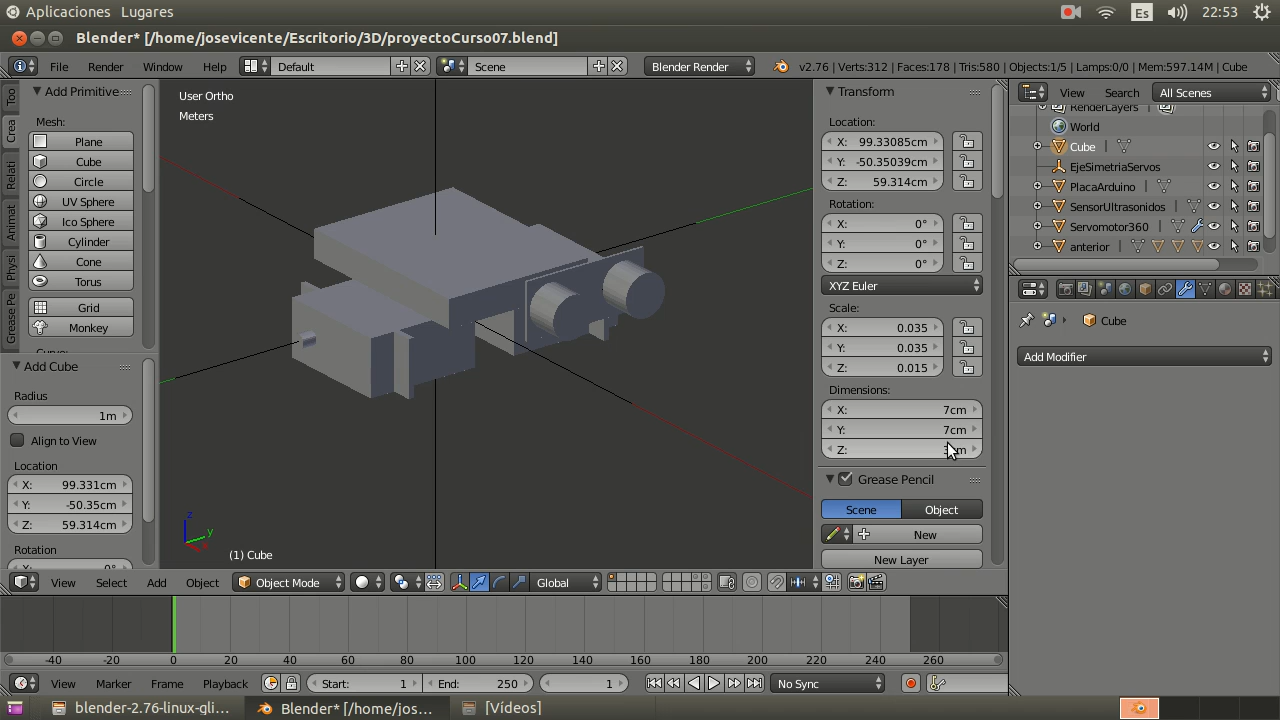 Aplicaciones Lugares Es 22:53
Blender* [/home/josevicente/Escritorio/3D/proyectoCurso07.blend]
File Render Window Help Default Scene Blender Render v2.76 | Verts:312 | Faces:178 | Tris:580 | Objects:1/5 | Lamps:0/0 | Mem:597.14M | Cube
Too
Crea
Relati
Animat
Physi
Grease Pe
Add Primitive
Mesh:
Plane
Cube
Circle
UV Sphere
Ico Sphere
Cylinder
Cone
Torus
Grid
Monkey
Add Cube
Radius
1m
Align to View
Location
X: 99.331cm
Y: -50.35cm
Z: 59.314cm
Rotation
User Ortho
Meters
z
y
(1) Cube
Transform
Location:
X: 99.33085cm
Y: -50.35039cm
Z: 59.314cm
Rotation:
X: 0°
Y: 0°
Z: 0°
XYZ Euler
Scale:
X: 0.035
Y: 0.035
Z: 0.015
Dimensions:
X: 7cm
Y: 7cm
Z:
Grease Pencil
Scene Object
New
New Layer
View Search All Scenes
RenderLayers
World
Cube
EjeSimetriaServos
PlacaArduino
SensorUltrasonidos
Servomotor360
anterior
Cube
Add Modifier
View Select Add Object Object Mode Global
-40 -20 0 20 40 60 80 100 120 140 160 180 200 220 240 260
View Marker Frame Playback Start: 1 End: 250 1 No Sync
blender-2.76-linux-gli... Blender* [/home/jos... [Vídeos]